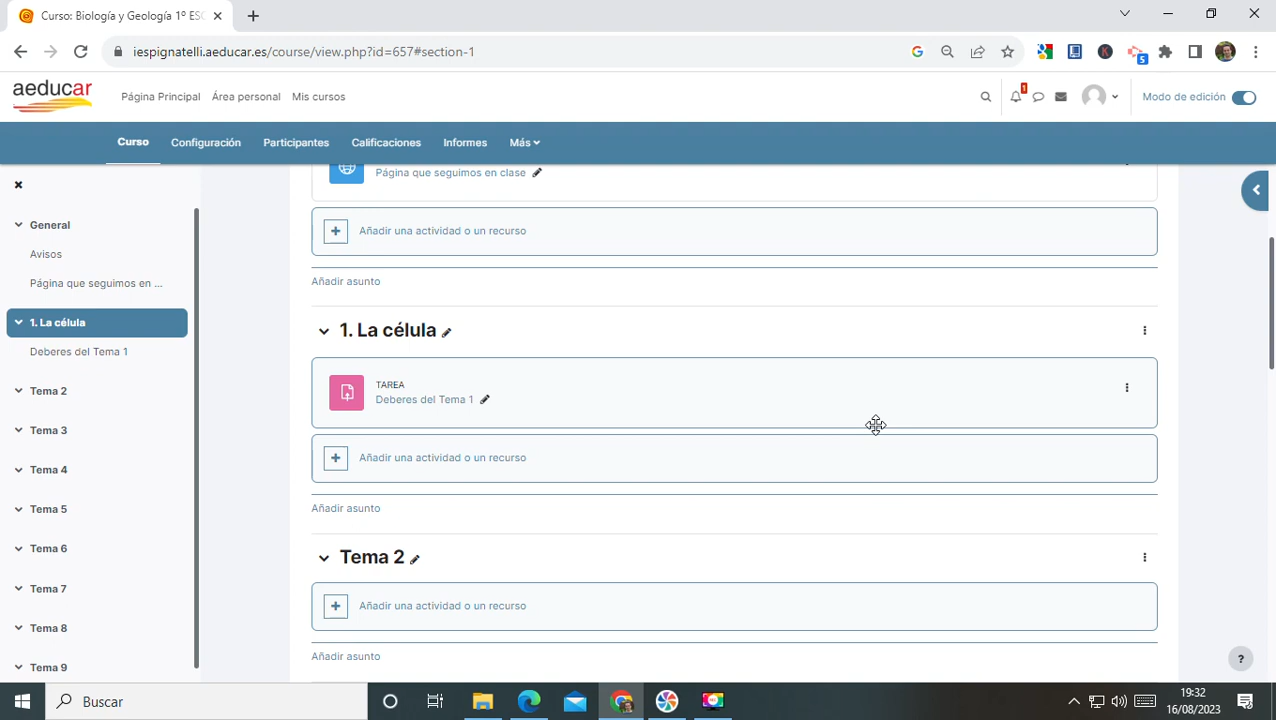 Curso: Biología y Geología 1º ESO
iespignatelli.aeducar.es/course/view.php?id=657#section-1
5
aeducar
Página Principal Área personal Mis cursos
1
Modo de edición
Curso Configuración Participantes Calificaciones Informes Más
General
Avisos
Página que seguimos en ...
1. La célula
Deberes del Tema 1
Tema 2
Tema 3
Tema 4
Tema 5
Tema 6
Tema 7
Tema 8
Tema 9
Página que seguimos en clase
Añadir una actividad o un recurso
Añadir asunto
1. La célula
TAREA
Deberes del Tema 1
Añadir una actividad o un recurso
Añadir asunto
Tema 2
Añadir una actividad o un recurso
Añadir asunto
?
Buscar
19:32
16/08/2023